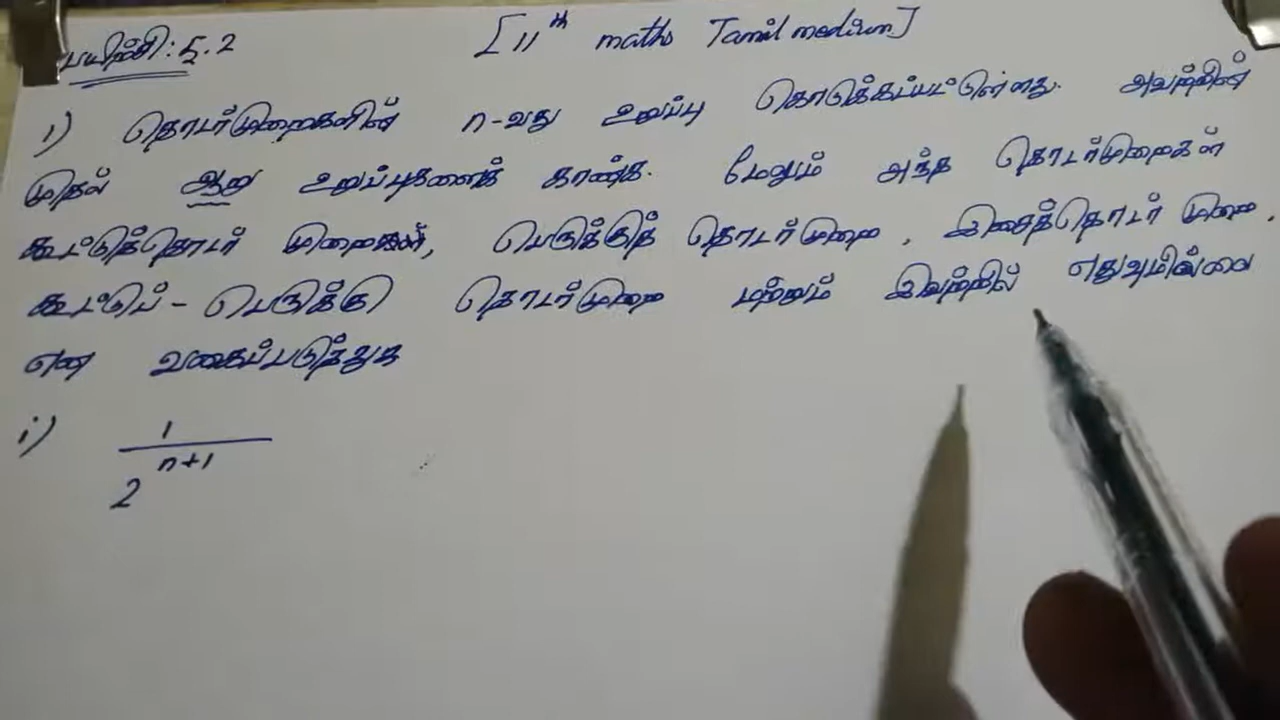 பயிற்சி: 5.2 [11th maths Tamil medium]
1) தொடர்முறைகளின் n-வது உறுப்பு கொடுக்கப்பட்டுள்ளது. அவற்றின்
முதல் ஆறு உறுப்புகளைக் காண்க. மேலும் அந்த தொடர்முறைகள்
கூட்டுத்தொடர் முறைகள், பெருக்குத் தொடர்முறை, இசைத்தொடர் முறை,
கூட்டுப் - பெருக்கு தொடர்முறை மற்றும் இவற்றில் எதுவுமில்லை
என வகைப்படுத்துக
i) 1
2^{n+1}